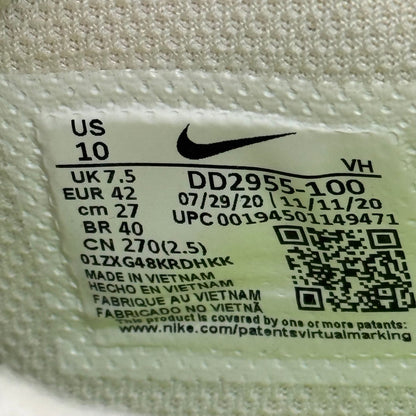 US
10 VH
UK 7.5 DD2955-100
EUR 42 07/29/20 11/11/20
cm 27 UPC 00194501149471
BR 40
CN 270(2.5)
01ZXG48KRDHKK
MADE IN VIETNAM
HECHO EN VIETNAM
FABRIQUE AU VIETNAM
FABRICADO NO VIETNÃ
This product is covered by one or more patents:
www.nike.com/patentsvirtualmarking